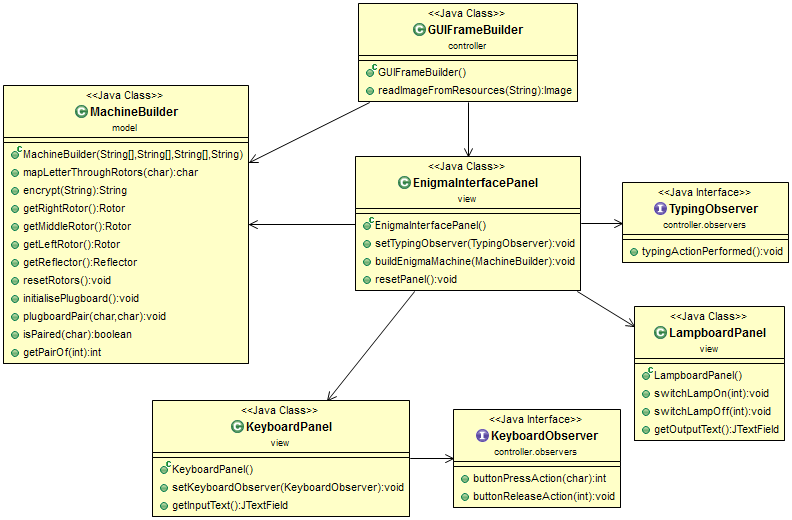 <<Java Class>>
GUIFrameBuilder
controller
GUIFrameBuilder()
readImageFromResources(String):Image
<<Java Class>>
MachineBuilder
model
MachineBuilder(String[],String[],String[],String)
mapLetterThroughRotors(char):char
encrypt(String):String
getRightRotor():Rotor
getMiddleRotor():Rotor
getLeftRotor():Rotor
getReflector():Reflector
resetRotors():void
initialisePlugboard():void
plugboardPair(char,char):void
isPaired(char):boolean
getPairOf(int):int
<<Java Class>>
EnigmaInterfacePanel
view
EnigmaInterfacePanel()
setTypingObserver(TypingObserver):void
buildEnigmaMachine(MachineBuilder):void
resetPanel():void
<<Java Interface>>
TypingObserver
controller.observers
typingActionPerformed():void
<<Java Class>>
LampboardPanel
view
LampboardPanel()
switchLampOn(int):void
switchLampOff(int):void
getOutputText():JTextField
<<Java Class>>
KeyboardPanel
view
KeyboardPanel()
setKeyboardObserver(KeyboardObserver):void
getInputText():JTextField
<<Java Interface>>
KeyboardObserver
controller.observers
buttonPressAction(char):int
buttonReleaseAction(int):void